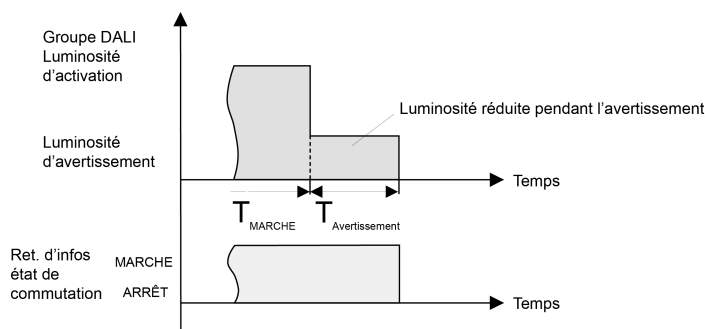 Groupe DALI
Luminosité
d'activation
Luminosité réduite pendant l'avertissement
Luminosité
d'avertissement
Temps
T MARCHE
T Avertissement
Ret. d'infos
état de
commutation
MARCHE
ARRÊT
Temps